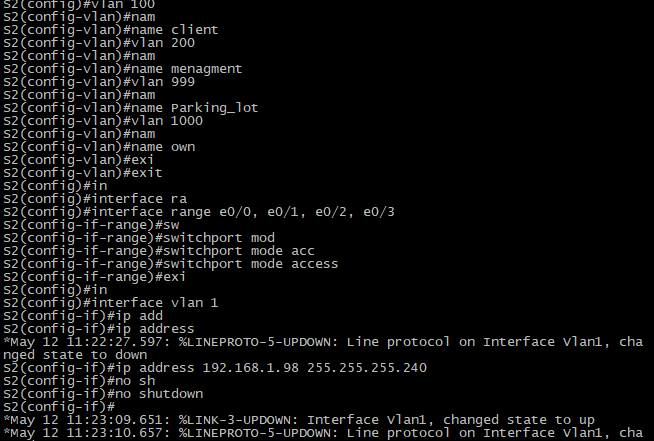 S2(config)#vlan 100
S2(config-vlan)#nam
S2(config-vlan)#name client
S2(config-vlan)#vlan 200
S2(config-vlan)#nam
S2(config-vlan)#name menagment
S2(config-vlan)#vlan 999
S2(config-vlan)#nam
S2(config-vlan)#name Parking_lot
S2(config-vlan)#vlan 1000
S2(config-vlan)#nam
S2(config-vlan)#name own
S2(config-vlan)#exi
S2(config-vlan)#exit
S2(config)#in
S2(config)#interface ra
S2(config)#interface range e0/0, e0/1, e0/2, e0/3
S2(config-if-range)#sw
S2(config-if-range)#switchport mod
S2(config-if-range)#switchport mode acc
S2(config-if-range)#switchport mode access
S2(config-if-range)#exi
S2(config)#in
S2(config)#interface vlan 1
S2(config-if)#ip add
S2(config-if)#ip address
*May 12 11:22:27.597: %LINEPROTO-5-UPDOWN: Line protocol on Interface Vlan1, cha
nged state to down
S2(config-if)#ip address 192.168.1.98 255.255.255.240
S2(config-if)#no sh
S2(config-if)#no shutdown
S2(config-if)#
*May 12 11:23:09.651: %LINK-3-UPDOWN: Interface Vlan1, changed state to up
*May 12 11:23:10.657: %LINEPROTO-5-UPDOWN: Line protocol on Interface Vlan1, cha